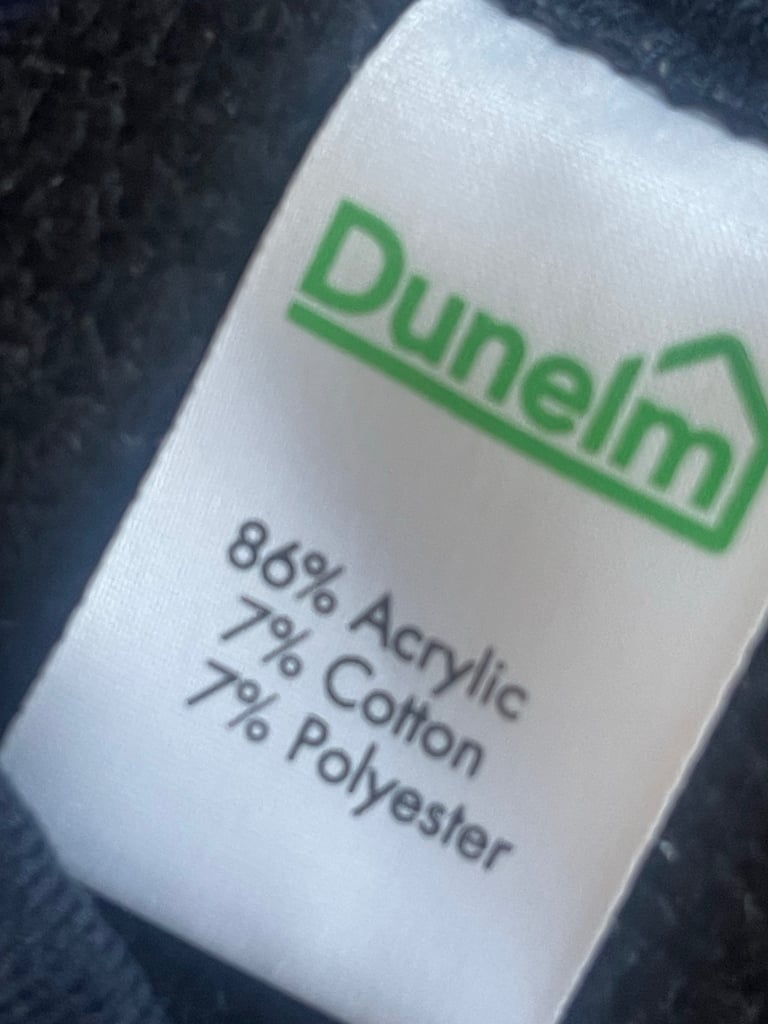 Dunelm
86% Acrylic
7% Cotton
7% Polyester